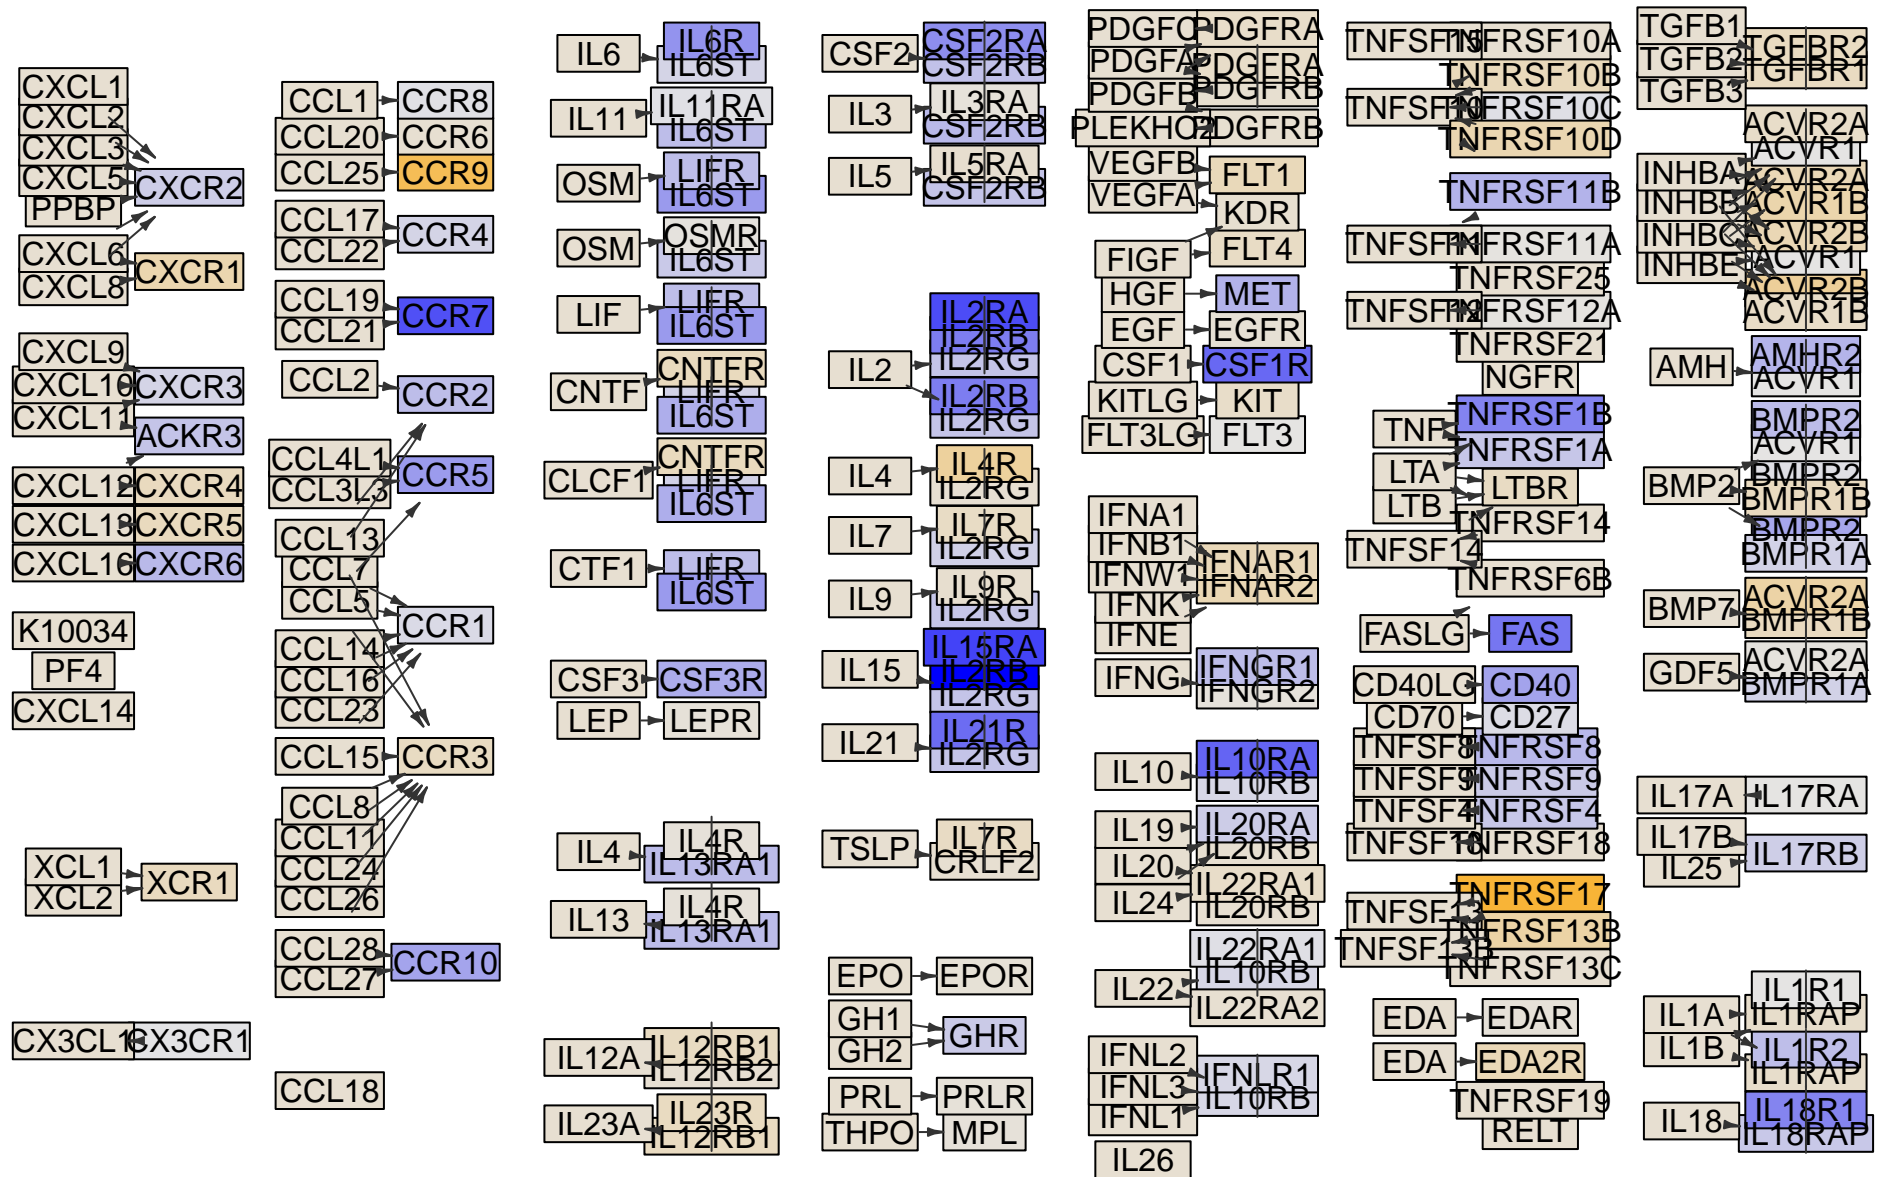 CXCL1
CXCL2
CXCL3
CXCL5
PPBP
CXCR2
CXCL6
CXCL8
CXCR1
CXCL9
CXCL10
CXCL11
CXCR3
ACKR3
CXCL12
CXCR4
CXCL13
CXCR5
CXCL16
CXCR6
K10034
PF4
CXCL14
XCL1
XCL2
XCR1
CX3CL1
CX3CR1
CCL1
CCR8
CCL20
CCR6
CCL25
CCR9
CCL17
CCL22
CCR4
CCL19
CCL21
CCR7
CCL2
CCR2
CCL4L1
CCL3L3
CCR5
CCL13
CCL7
CCL5
CCR1
CCL14
CCL16
CCL23
CCL15
CCR3
CCL8
CCL11
CCL24
CCL26
CCL28
CCL27
CCR10
CCL18
IL6
IL6R
IL6ST
IL11
IL11RA
IL6ST
OSM
LIFR
IL6ST
OSM
OSMR
IL6ST
LIF
LIFR
IL6ST
CNTF
CNTFR
LIFR
IL6ST
CLCF1
CNTFR
LIFR
IL6ST
CTF1
LIFR
IL6ST
CSF3
CSF3R
LEP
LEPR
IL4
IL4R
IL13RA1
IL13
IL4R
IL13RA1
IL12A
IL12RB1
IL12RB2
IL23A
IL23R
IL12RB1
CSF2
CSF2RA
CSF2RB
IL3
IL3RA
CSF2RB
IL5
IL5RA
CSF2RB
IL2
IL2RA
IL2RB
IL2RG
IL2RB
IL2RG
IL4
IL4R
IL2RG
IL7
IL7R
IL2RG
IL9
IL9R
IL2RG
IL15
IL15RA
IL2RB
IL2RG
IL21
IL21R
IL2RG
TSLP
IL7R
CRLF2
EPO
EPOR
GH1
GH2
GHR
PRL
PRLR
THPO
MPL
PDGFC
PDGFRA
PDGFA
PDGFRA
PDGFB
PDGFRB
PLEKHO2
PDGFRB
VEGFB
VEGFA
FLT1
KDR
FIGF
FLT4
HGF
MET
EGF
EGFR
CSF1
CSF1R
KITLG
KIT
FLT3LG
FLT3
IFNA1
IFNB1
IFNW1
IFNK
IFNE
IFNAR1
IFNAR2
IFNG
IFNGR1
IFNGR2
IL10
IL10RA
IL10RB
IL19
IL20RA
IL20RB
IL20
IL24
IL22RA1
IL20RB
IL22
IL22RA1
IL10RB
IL22RA2
IFNL2
IFNL3
IFNL1
IFNLR1
IL10RB
IL26
TNFSF15
TNFRSF10A
TNFRSF10B
TNFSF10
TNFRSF10C
TNFRSF10D
TNFRSF11B
TNFSF11
TNFRSF11A
TNFRSF25
TNFSF12
TNFRSF12A
TNFRSF21
NGFR
TNF
TNFRSF1B
TNFRSF1A
LTA
LTB
LTBR
TNFRSF14
TNFSF14
TNFRSF6B
FASLG
FAS
CD40LG
CD40
CD70
CD27
TNFSF8
TNFRSF8
TNFSF9
TNFRSF9
TNFSF4
TNFRSF4
TNFSF18
TNFRSF18
TNFRSF17
TNFSF13
TNFRSF13B
TNFSF13B
TNFRSF13C
EDA
EDAR
EDA
EDA2R
TNFRSF19
RELT
TGFB1
TGFB2
TGFB3
TGFBR2
TGFBR1
ACVR2A
ACVR1
INHBA
INHBB
INHBC
INHBE
ACVR2A
ACVR1B
ACVR2B
ACVR1
ACVR2B
ACVR1B
AMH
AMHR2
ACVR1
BMP2
BMPR2
ACVR1
BMPR2
BMPR1B
BMPR2
BMPR1A
BMP7
ACVR2A
BMPR1B
GDF5
ACVR2A
BMPR1A
IL17A
IL17RA
IL17B
IL25
IL17RB
IL1A
IL1B
IL1R1
IL1RAP
IL1R2
IL1RAP
IL18
IL18R1
IL18RAP